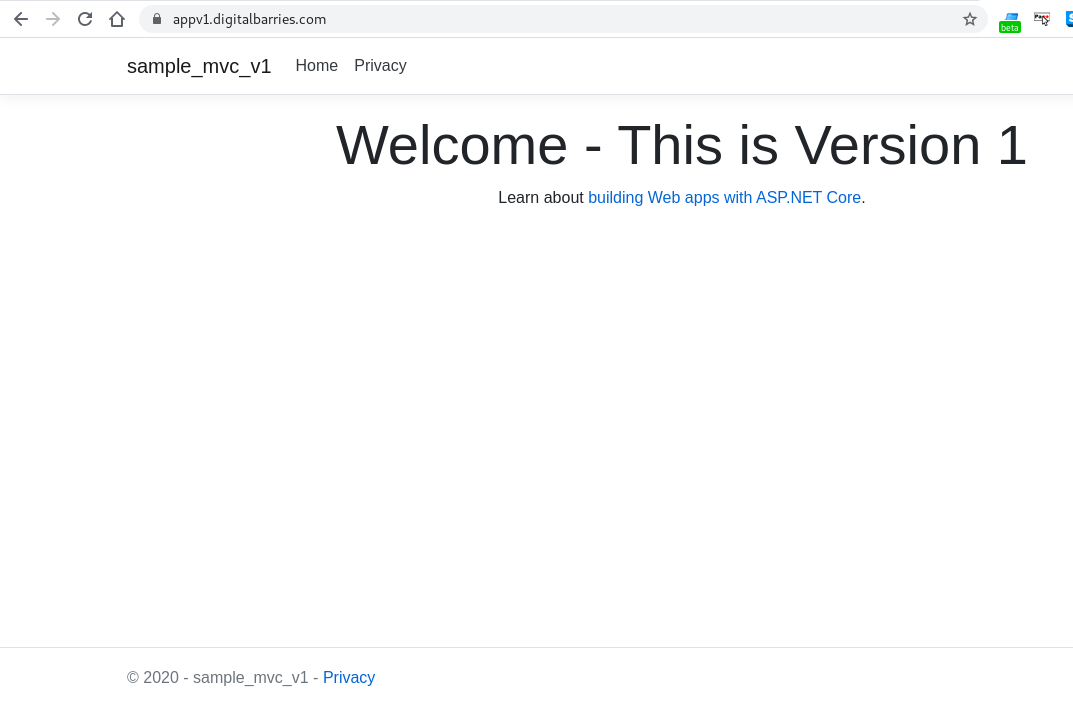 appv1.digitalbarries.com
beta
sample_mvc_v1 Home Privacy
Welcome - This is Version 1
Learn about building Web apps with ASP.NET Core.
© 2020 - sample_mvc_v1 - Privacy